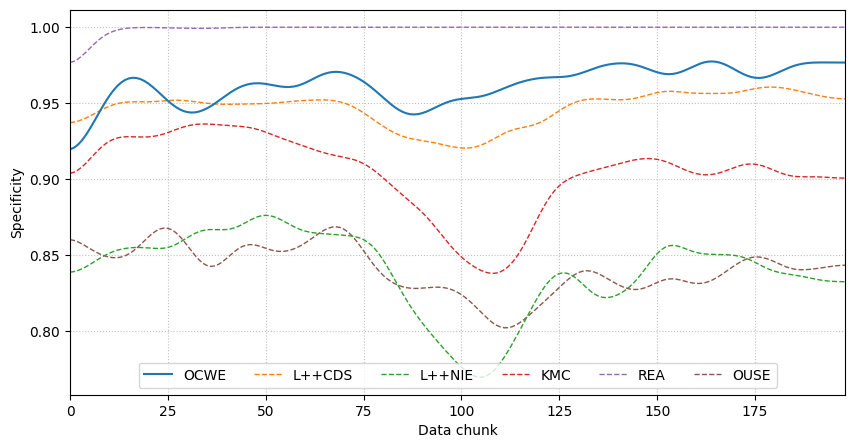 1.00
0.95
0.90
0.85
0.80
Specificity
OCWE L++CDS L++NIE KMC REA OUSE
0 25 50 75 100 125 150 175
Data chunk